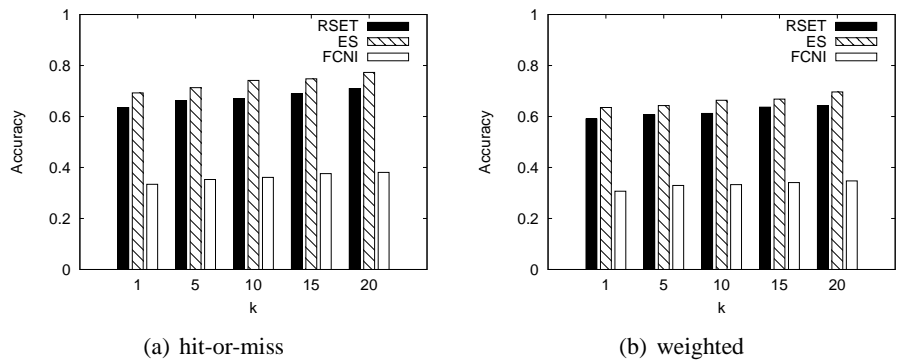 1
0.8
0.6
0.4
0.2
0
Accuracy
RSET
ES
FCNI
1 5 10 15 20
k
(a) hit-or-miss
1
0.8
0.6
0.4
0.2
0
Accuracy
RSET
ES
FCNI
1 5 10 15 20
k
(b) weighted